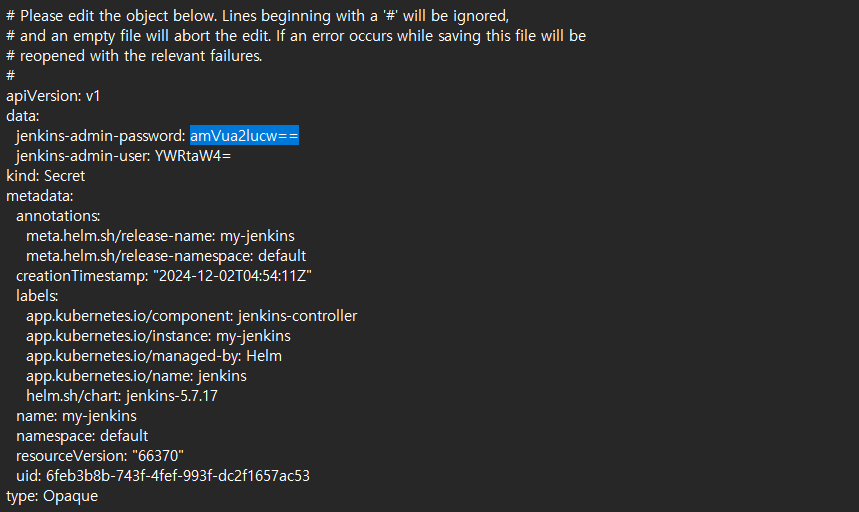 # Please edit the object below. Lines beginning with a '#' will be ignored,
# and an empty file will abort the edit. If an error occurs while saving this file will be
# reopened with the relevant failures.
#
apiVersion: v1
data:
  jenkins-admin-password: amVua2lucw==
  jenkins-admin-user: YWRtaW4=
kind: Secret
metadata:
  annotations:
    meta.helm.sh/release-name: my-jenkins
    meta.helm.sh/release-namespace: default
  creationTimestamp: "2024-12-02T04:54:11Z"
  labels:
    app.kubernetes.io/component: jenkins-controller
    app.kubernetes.io/instance: my-jenkins
    app.kubernetes.io/managed-by: Helm
    app.kubernetes.io/name: jenkins
    helm.sh/chart: jenkins-5.7.17
  name: my-jenkins
  namespace: default
  resourceVersion: "66370"
  uid: 6feb3b8b-743f-4fef-993f-dc2f1657ac53
type: Opaque